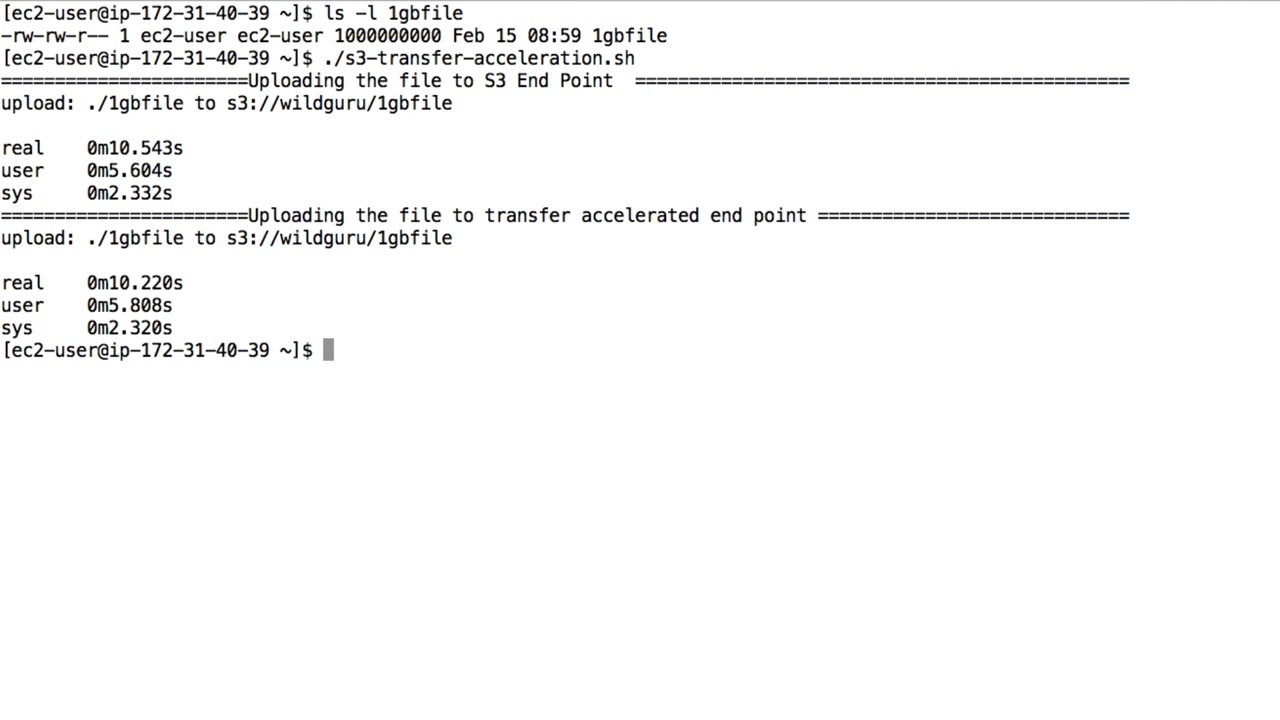 [ec2-user@ip-172-31-40-39 ~]$ ls -l 1gbfile
-rw-rw-r-- 1 ec2-user ec2-user 1000000000 Feb 15 08:59 1gbfile
[ec2-user@ip-172-31-40-39 ~]$ ./s3-transfer-acceleration.sh
=======================Uploading the file to S3 End Point  ==============================================
upload: ./1gbfile to s3://wildguru/1gbfile
real    0m10.543s
user    0m5.604s
sys     0m2.332s
=======================Uploading the file to transfer accelerated end point =============================
upload: ./1gbfile to s3://wildguru/1gbfile
real    0m10.220s
user    0m5.808s
sys     0m2.320s
[ec2-user@ip-172-31-40-39 ~]$